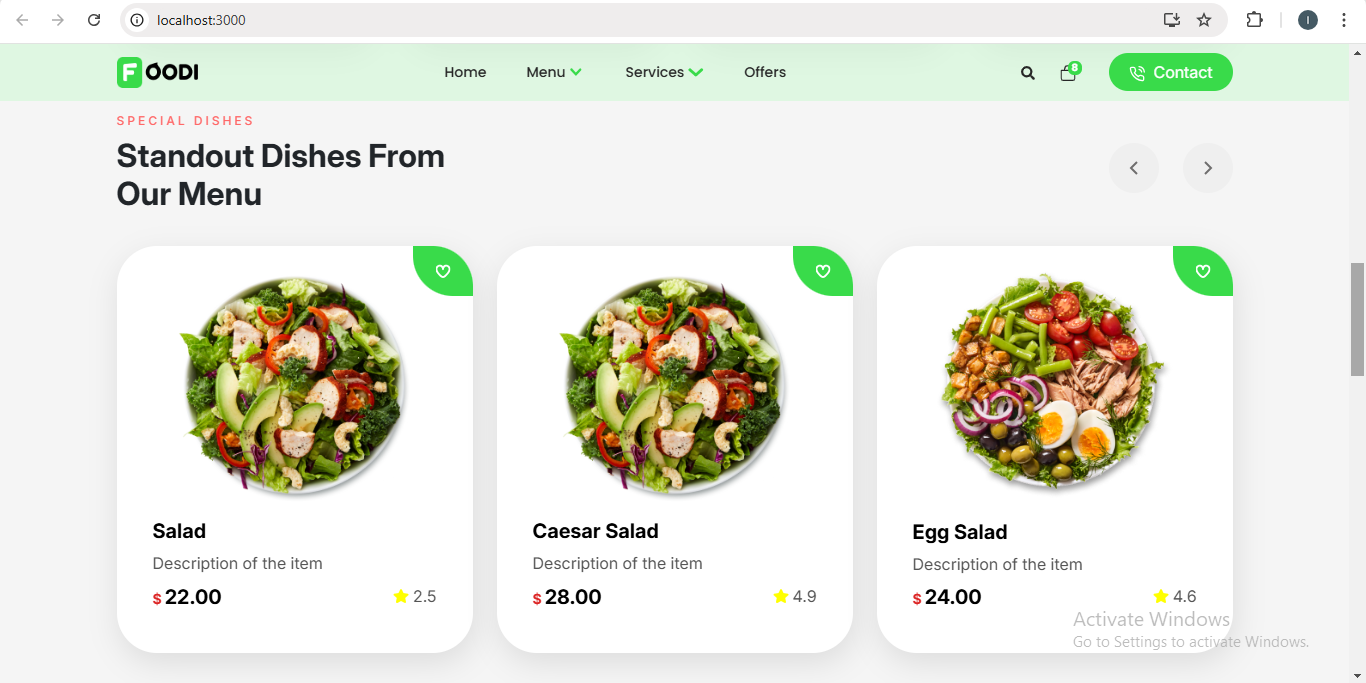 localhost:3000
I
FOODI
Home
Menu
Services
Offers
8
Contact
SPECIAL DISHES
Standout Dishes From
Our Menu
Salad
Description of the item
$ 22.00
2.5
Caesar Salad
Description of the item
$ 28.00
4.9
Egg Salad
Description of the item
$ 24.00
4.6
Activate Windows
Go to Settings to activate Windows.